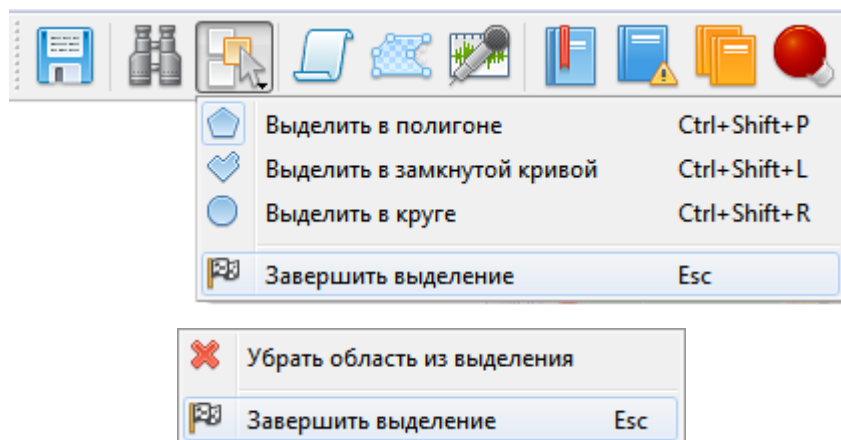 Выделить в полигоне Ctrl+Shift+P
Выделить в замкнутой кривой Ctrl+Shift+L
Выделить в круге Ctrl+Shift+R
Завершить выделение Esc
Убрать область из выделения
Завершить выделение Esc